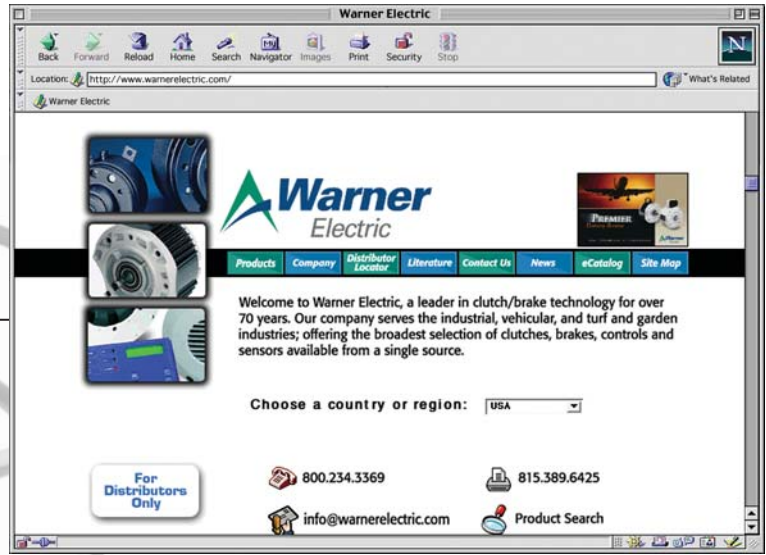 Warner Electric
Back Forward Reload Home Search Navigator Images Print Security Stop
My
N
Location: http://www.warnerelectric.com/ What's Related
Warner Electric
Warner
Electric
PREMIER
Products Company Distributor Locator Literature Contact Us News eCatalog Site Map
Welcome to Warner Electric, a leader in clutch/brake technology for over
70 years. Our company serves the industrial, vehicular, and turf and garden
industries; offering the broadest selection of clutches, brakes, controls and
sensors available from a single source.
Choose a country or region: USA
For
Distributors
Only
800.234.3369 815.389.6425
info@warnerelectric.com Product Search